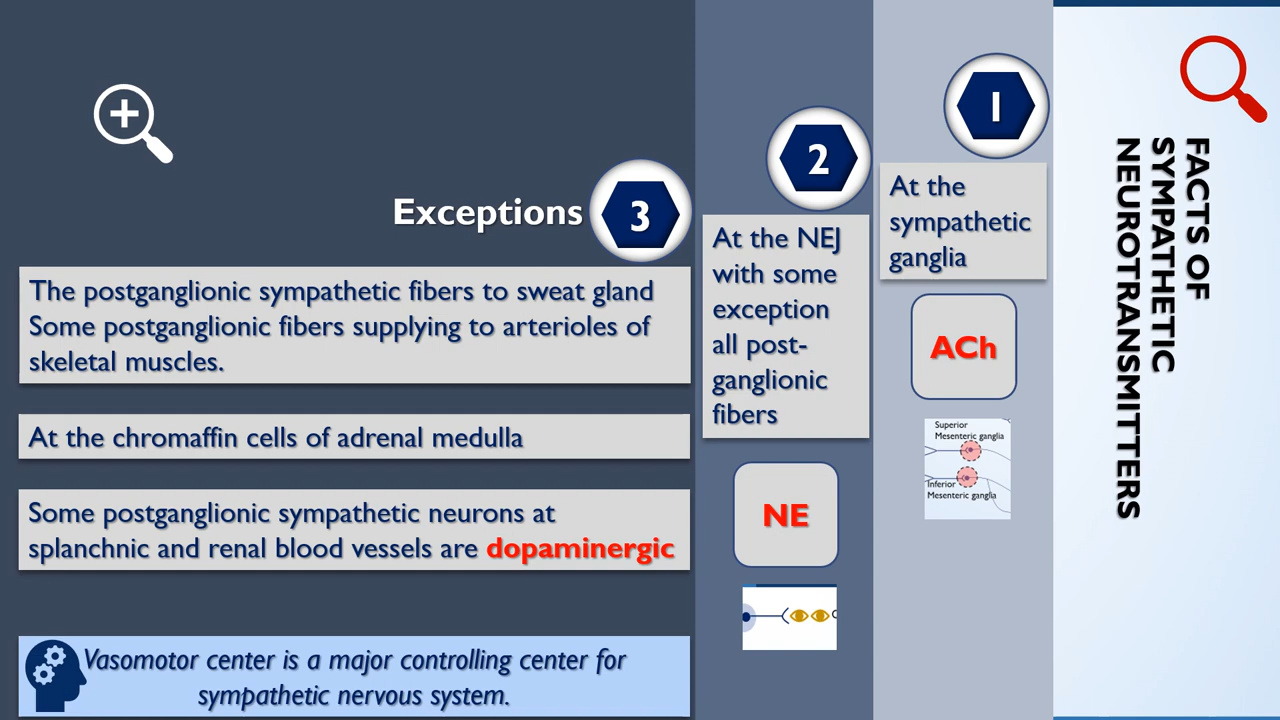 FACTS OF
SYMPATHETIC
NEUROTRANSMITTERS
1
At the
sympathetic
ganglia
ACh
Superior
Mesenteric ganglia
Inferior
Mesenteric ganglia
2
At the NEJ
with some
exception
all post-
ganglionic
fibers
NE
3
Exceptions
The postganglionic sympathetic fibers to sweat gland
Some postganglionic fibers supplying to arterioles of
skeletal muscles.
At the chromaffin cells of adrenal medulla
Some postganglionic sympathetic neurons at
splanchnic and renal blood vessels are dopaminergic
Vasomotor center is a major controlling center for
sympathetic nervous system.